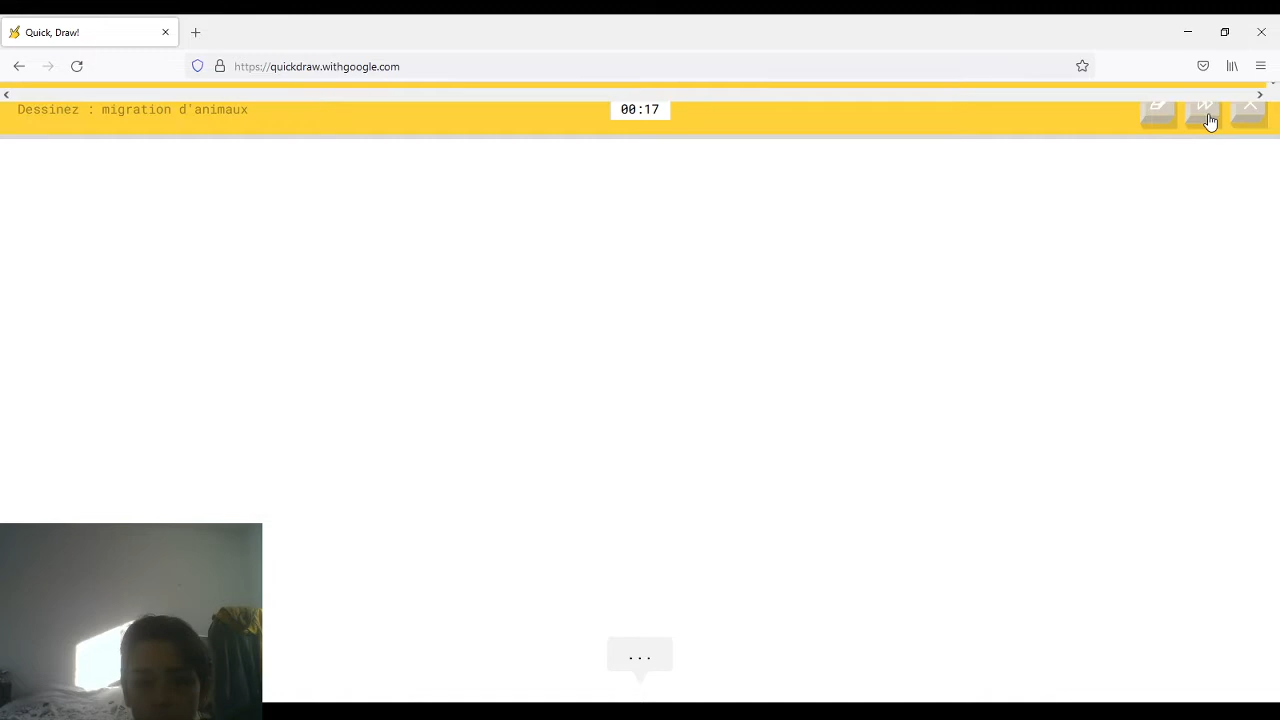 Quick, Draw!
https://quickdraw.withgoogle.com
Dessinez : migration d'animaux
00:17
...